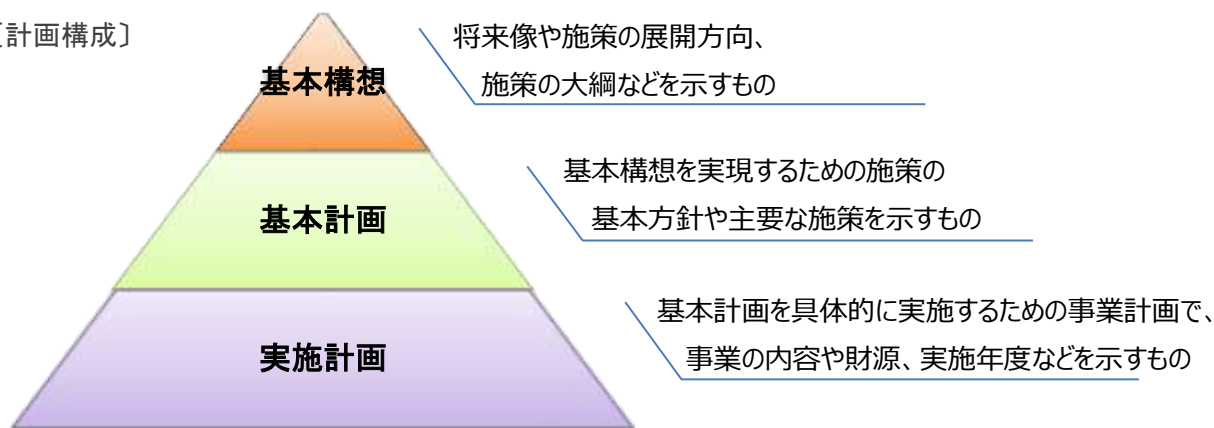 〔計画構成〕
将来像や施策の展開方向、
基本構想
施策の大綱などを示すもの
基本構想を実現するための施策の
基本計画
基本方針や主要な施策を示すもの
基本計画を具体的に実施するための事業計画で、
実施計画
事業の内容や財源、実施年度などを示すもの